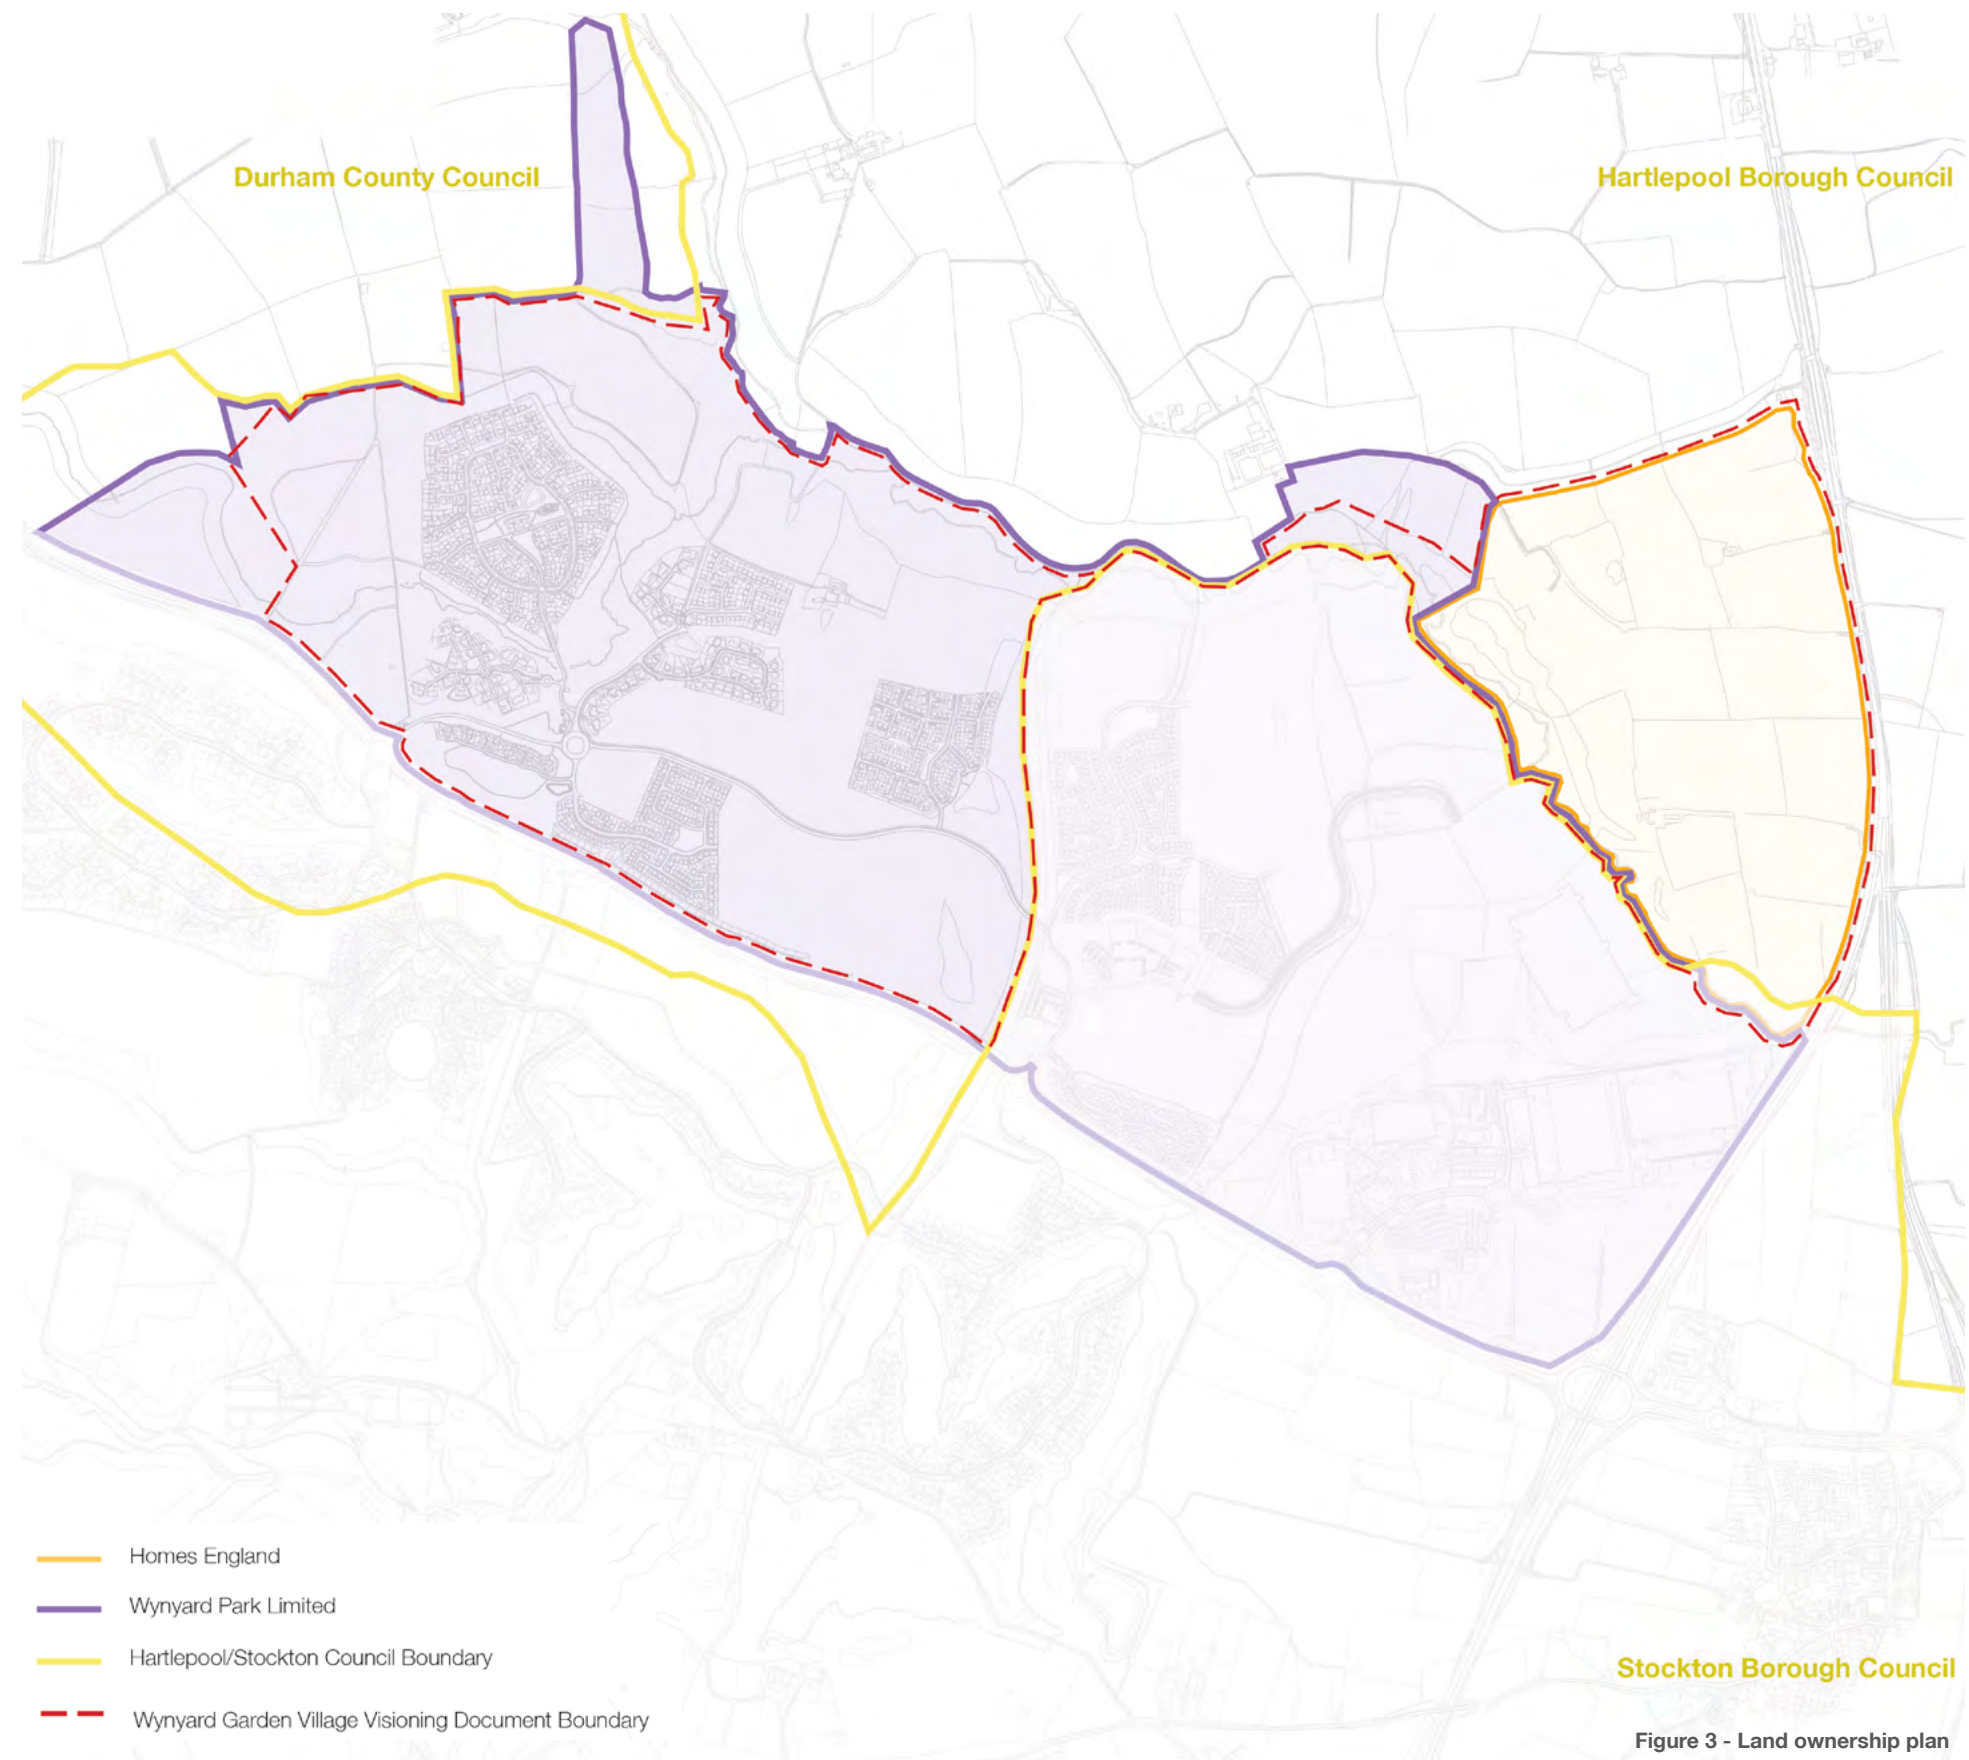 Durham County Council
Hartlepool Borough Council
Homes England
Wynyard Park Limited
Hartlepool/Stockton Council Boundary
Wynyard Garden Village Visioning Document Boundary
Stockton Borough Council
Figure 3 - Land ownership plan